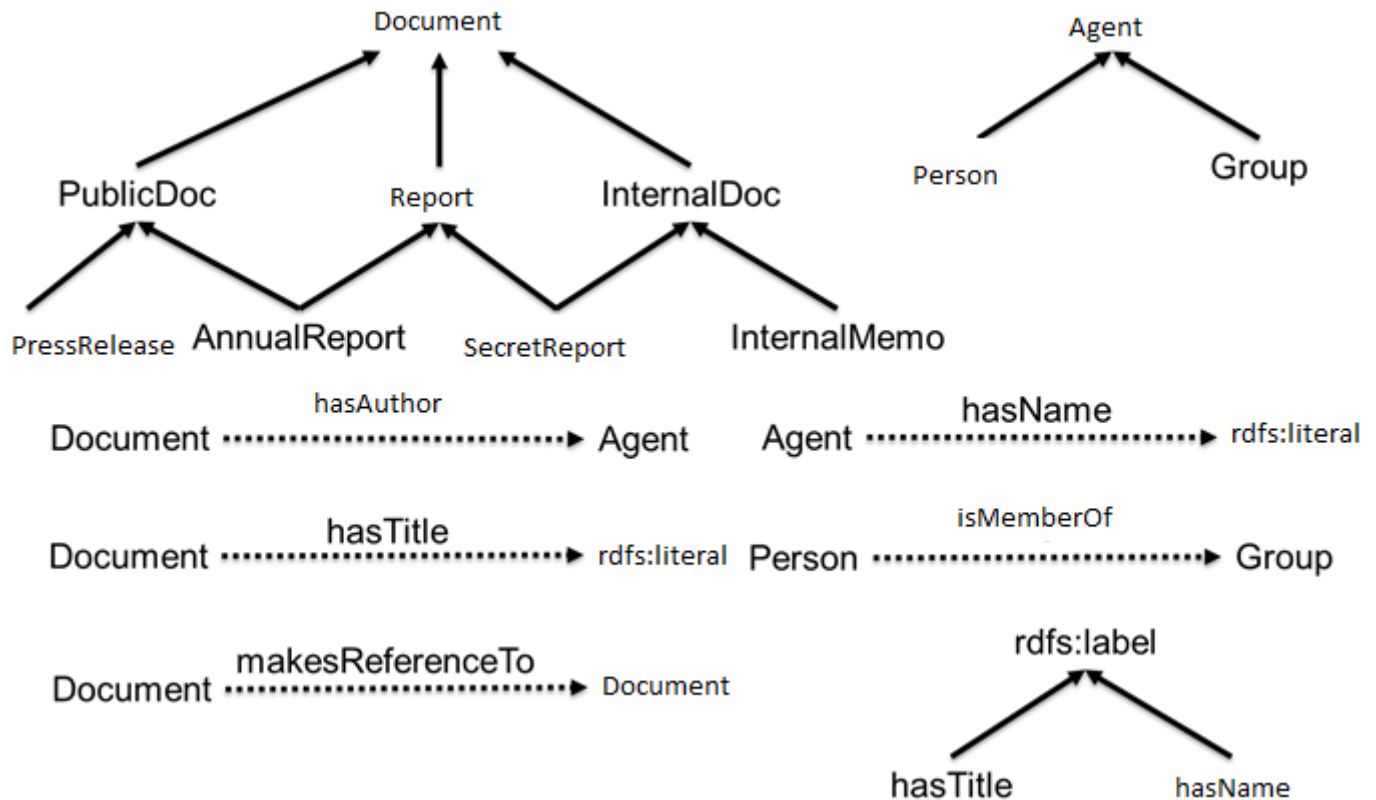 Document
Agent
PublicDoc
Report
InternalDoc
Person
Group
PressRelease
AnnualReport
SecretReport
InternalMemo
hasAuthor
Document
Agent
hasName
Agent
rdfs:literal
hasTitle
Document
rdfs:literal
isMemberOf
Person
Group
makesReferenceTo
Document
Document
rdfs:label
hasTitle
hasName